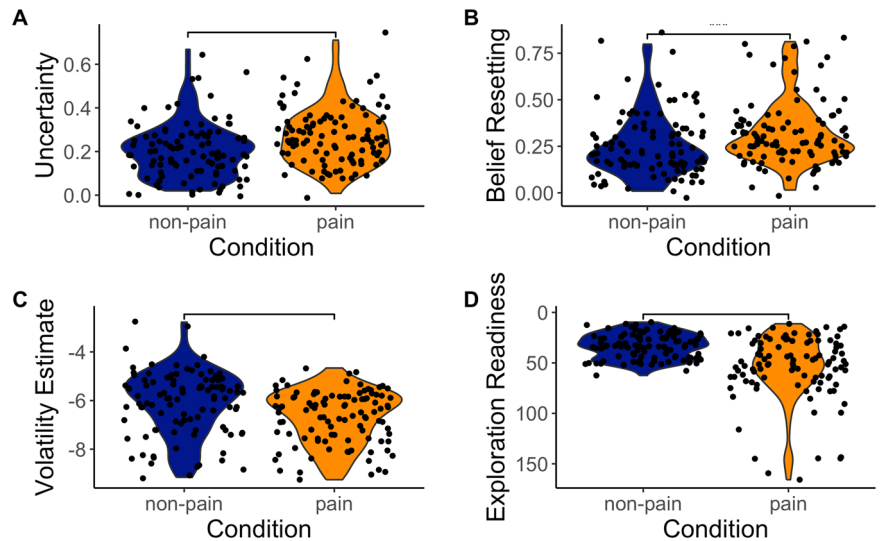 A
Uncertainty
0.6
0.4
0.2
0.0
non-pain
pain
Condition
B
Belief Resetting
0.75
0.50
0.25
0.00
non-pain
pain
Condition
C
Volatility Estimate
-4
-6
-8
non-pain
pain
Condition
D
Exploration Readiness
0
50
100
150
non-pain
pain
Condition